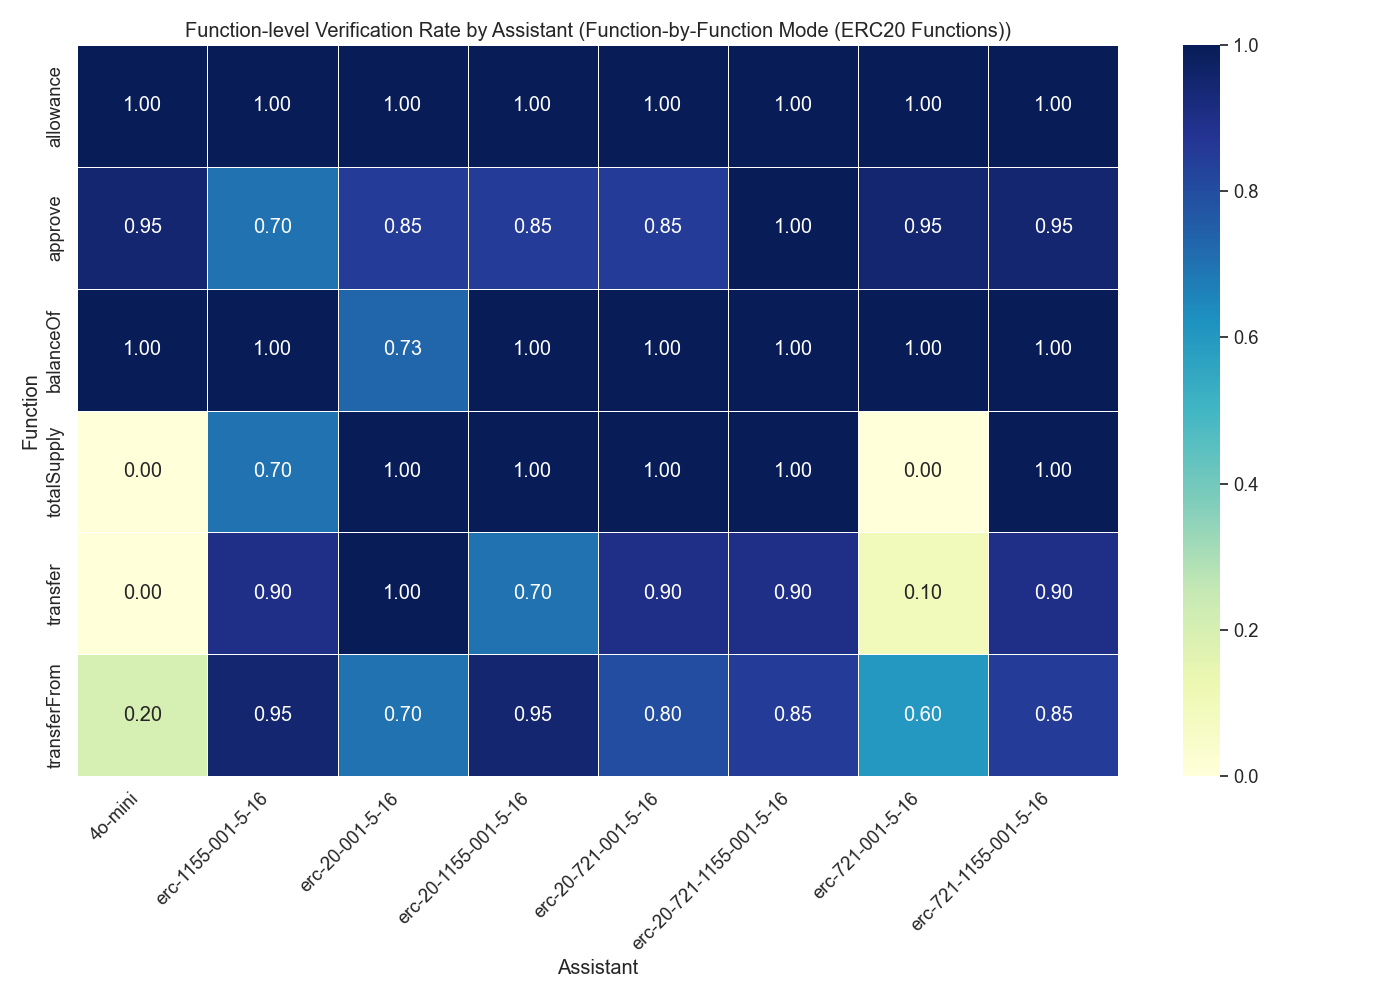 Function-level Verification Rate by Assistant (Function-by-Function Mode (ERC20 Functions))
Function
allowance
1.00 1.00 1.00 1.00 1.00 1.00 1.00 1.00
approve
0.95 0.70 0.85 0.85 0.85 1.00 0.95 0.95
balanceOf
1.00 1.00 0.73 1.00 1.00 1.00 1.00 1.00
totalSupply
0.00 0.70 1.00 1.00 1.00 1.00 0.00 1.00
transfer
0.00 0.90 1.00 0.70 0.90 0.90 0.10 0.90
transferFrom
0.20 0.95 0.70 0.95 0.80 0.85 0.60 0.85
4o-mini
erc-1155-001-5-16
erc-20-001-5-16
erc-20-1155-001-5-16
erc-20-721-001-5-16
erc-20-721-1155-001-5-16
erc-721-001-5-16
erc-721-1155-001-5-16
Assistant
1.0
0.8
0.6
0.4
0.2
0.0